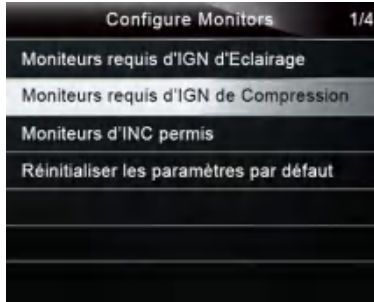 Configure Monitors 1/4
Moniteurs requis d'IGN d'Eclairage
Moniteurs requis d'IGN de Compression
Moniteurs d'INC permis
Réinitialiser les paramètres par défaut